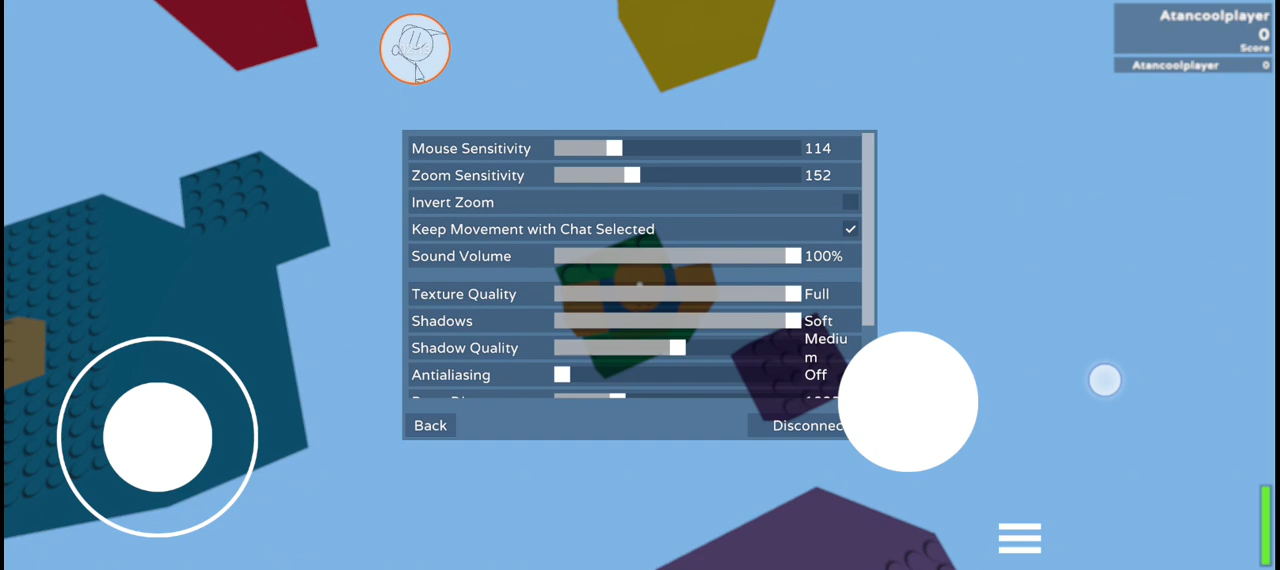 Atancoolplayer
0
Score
Atancoolplayer 0
Mouse Sensitivity 114
Zoom Sensitivity 152
Invert Zoom
Keep Movement with Chat Selected
Sound Volume 100%
Texture Quality Full
Shadows Soft
Shadow Quality Mediu
m
Antialiasing Off
Back Disconnec